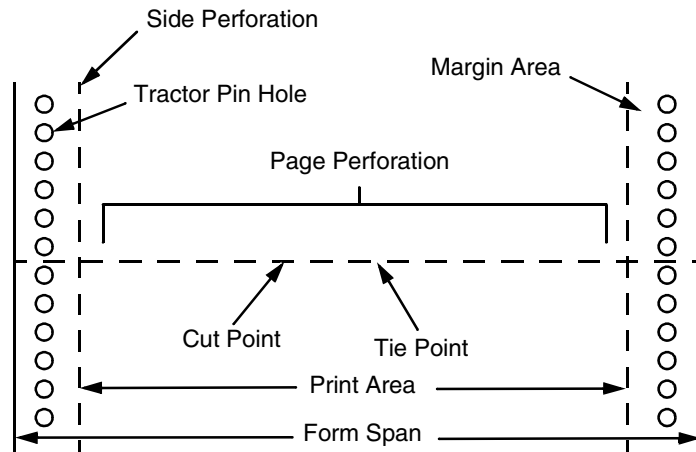 Side Perforation
Margin Area
Tractor Pin Hole
Page Perforation
Cut Point
Tie Point
Print Area
Form Span